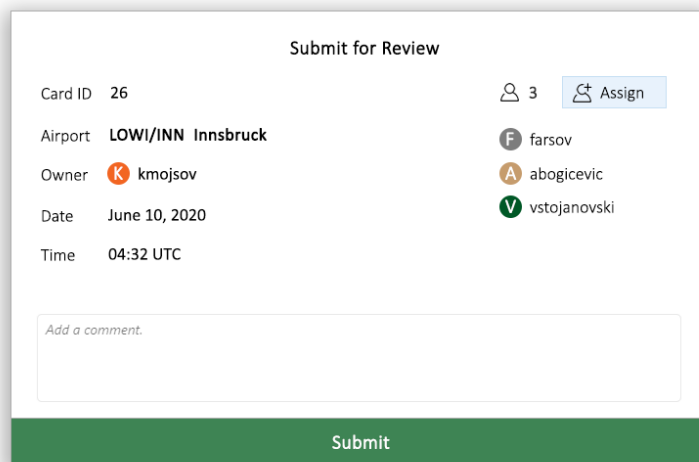 Submit for Review
Card ID 26
Airport LOWI/INN Innsbruck
Owner K kmojsov
Date June 10, 2020
Time 04:32 UTC
3 Assign
F farsov
A abogicevic
V vstojanovski
Add a comment.
Submit